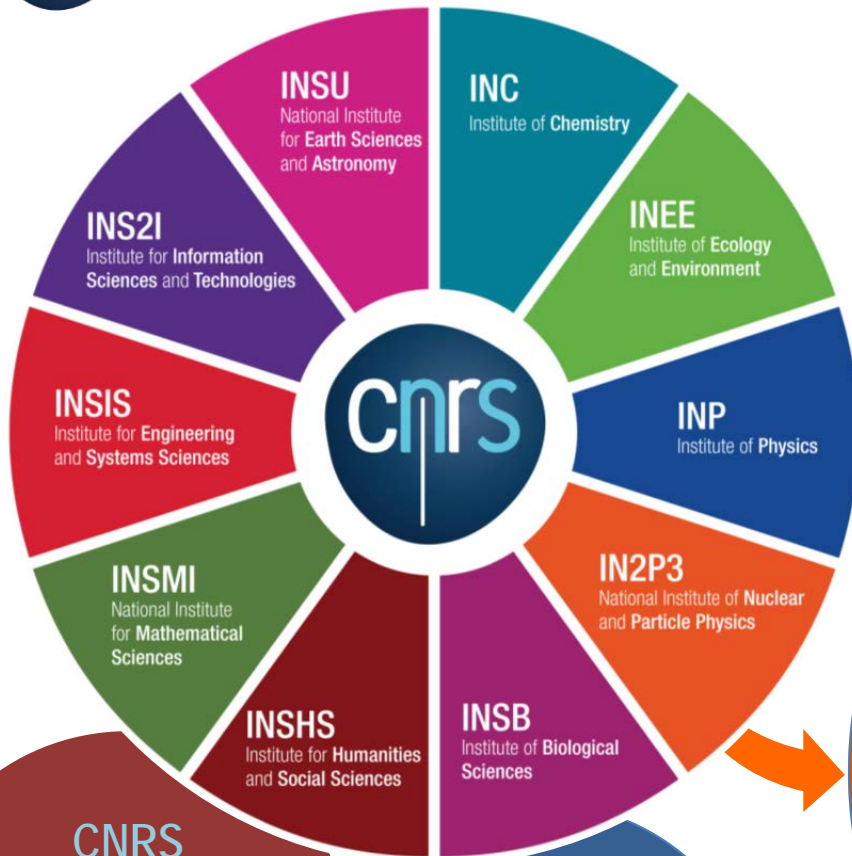 INSU
National Institute
for Earth Sciences
and Astronomy
INC
Institute of Chemistry
INS2I
Institute for Information
Sciences and Technologies
INEE
Institute of Ecology
and Environment
INSIS
Institute for Engineering
and Systems Sciences
cnrs
INP
Institute of Physics
INSMI
National Institute
for Mathematical
Sciences
IN2P3
National Institute of Nuclear
and Particle Physics
INSHS
Institute for Humanities
and Social Sciences
INSB
Institute of Biological
Sciences
CNRS